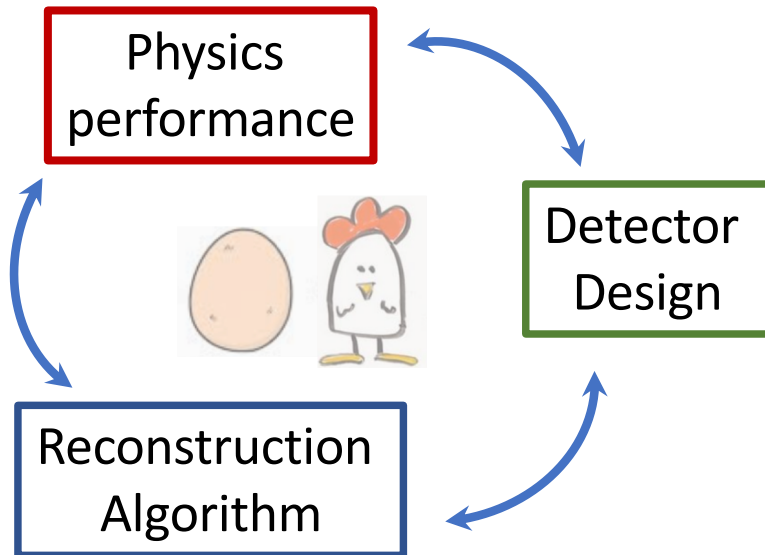 Physics
performance
Detector
Design
Reconstruction
Algorithm